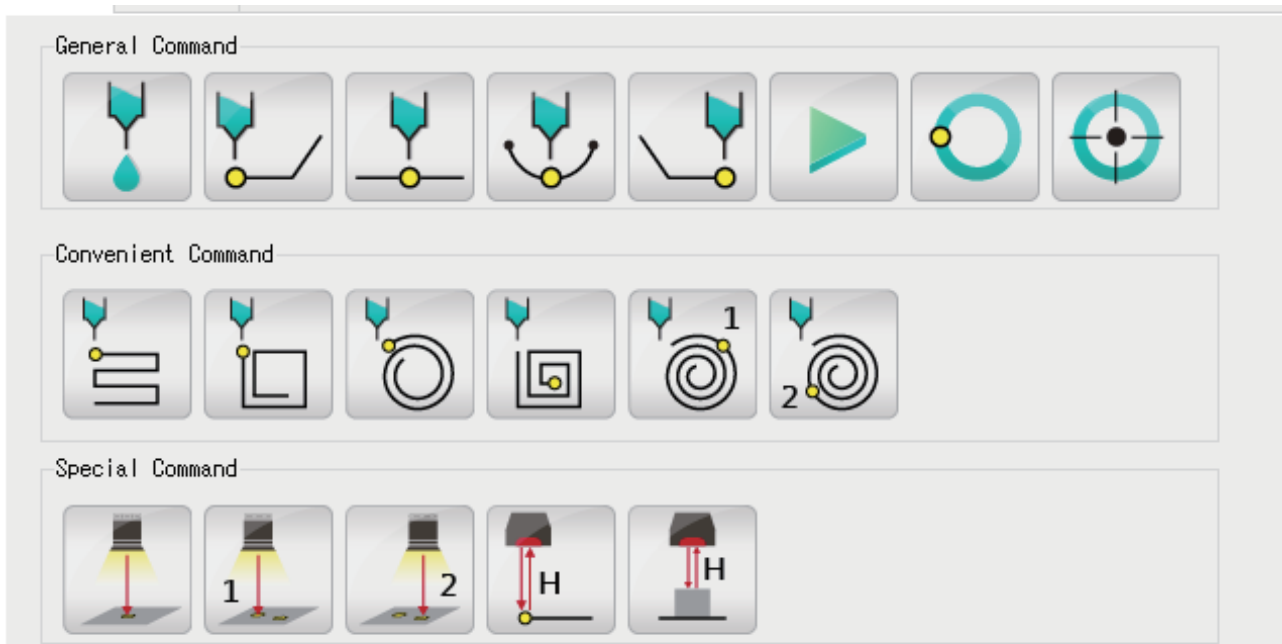 General Command
Convenient Command
1
2
Special Command
1
2
H
H